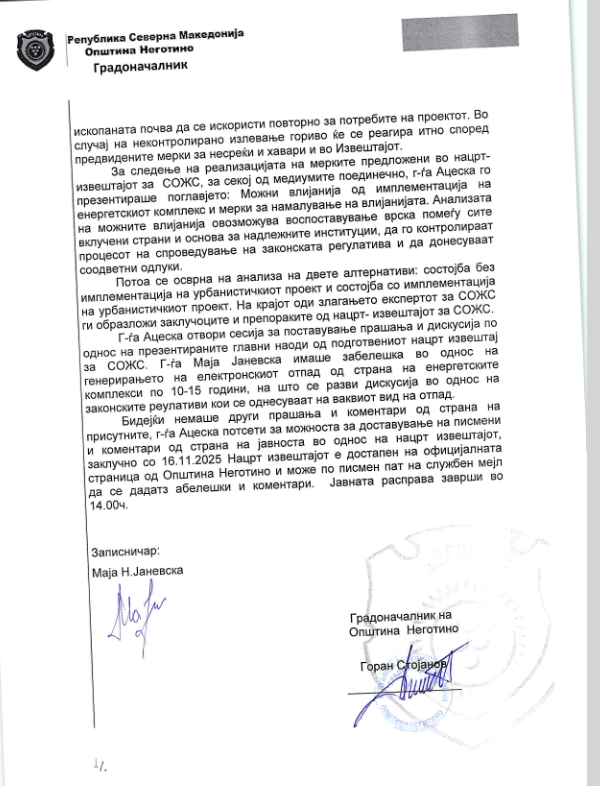 Република Северна Македонија
Општина Неготино
Градоначалник
ископаната почва да се искористи повторно за потребите на проектот. Во
случај на неконтролирано излевање гориво ќе се реагира итно според
предвидените мерки за несреќи и хавари и во Извештајот.
За следење на реализацијата на мерките предложени во нацрт-
извештајот за СОЖС, за секој од медиумите поединечно, г-ѓа Ацеска го
презентираше поглавјето: Можни влијанија од имплементација на
енергетскиот комплекс и мерки за намалување на влијанијата. Анализата
на можните влијанија овозможува воспоставување врска помеѓу сите
вклучени страни и основа за надлежните институции, да го контролираат
процесот на спроведување на законската регулатива и да донесуваат
соодветни одлуки.
Потоа се осврна на анализа на двете алтернативи: состојба без
имплементација на урбанистичкиот проект и состојба со имплементација
на урбанистичкиот проект. На крајот оди злагањето експертот за СОЖС
ги образложи заклучоците и препораките од нацрт- извештајот за СОЖС.
Г-ѓа Ацеска отвори сесија за поставување прашања и дискусија по
однос на презентираните главни наоди од подготвениот нацрт извештај
за СОЖС. Г-ѓа Маја Јаневска имаше забелешка во однос на
генерирањето на електронскиот отпад од страна на енергетските
комплекси по 10-15 години, на што се разви дискусија во однос на
законските реулативи кои се однесуваат на ваквиот вид на отпад.
Бидејќи немаше други прашања и коментари од страна на
присутните, г-ѓа Ацеска потсети за можноста за доставување на писмени
и коментари од страна на јавноста во однос на нацрт извештајот,
заклучно со 16.11.2025 Нацрт извештајот е достапен на официјалната
страница од Општина Неготино и може по писмен пат на службен мејл
да се дадатз абелешки и коментари. Јавната расправа заврши во
14.00ч.
Записничар:
Маја Н.Јаневска
Градоначалник на
Општина Неготино
Горан Стојанов
1/.